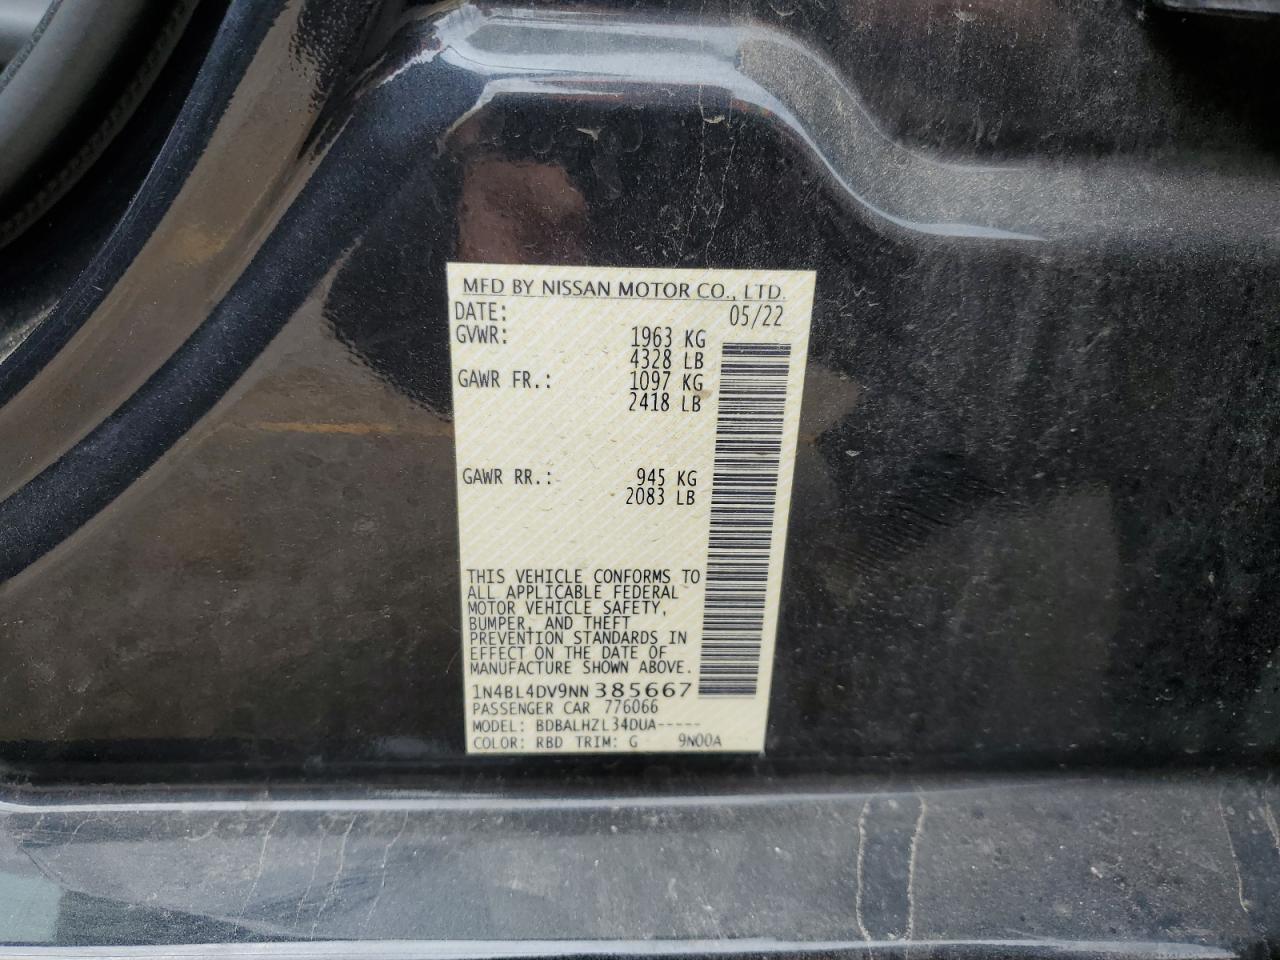 MFD BY NISSAN MOTOR CO., LTD.
DATE: 05/22
GVWR: 1963 KG
4328 LB
GAWR FR.: 1097 KG
2418 LB
GAWR RR.: 945 KG
2083 LB
THIS VEHICLE CONFORMS TO
ALL APPLICABLE FEDERAL
MOTOR VEHICLE SAFETY,
BUMPER, AND THEFT
PREVENTION STANDARDS IN
EFFECT ON THE DATE OF
MANUFACTURE SHOWN ABOVE.
1N4BL4DV9NN385667
PASSENGER CAR 776066
MODEL: BDBALHZL34DUA-----
COLOR: RBD TRIM: G 9N00A